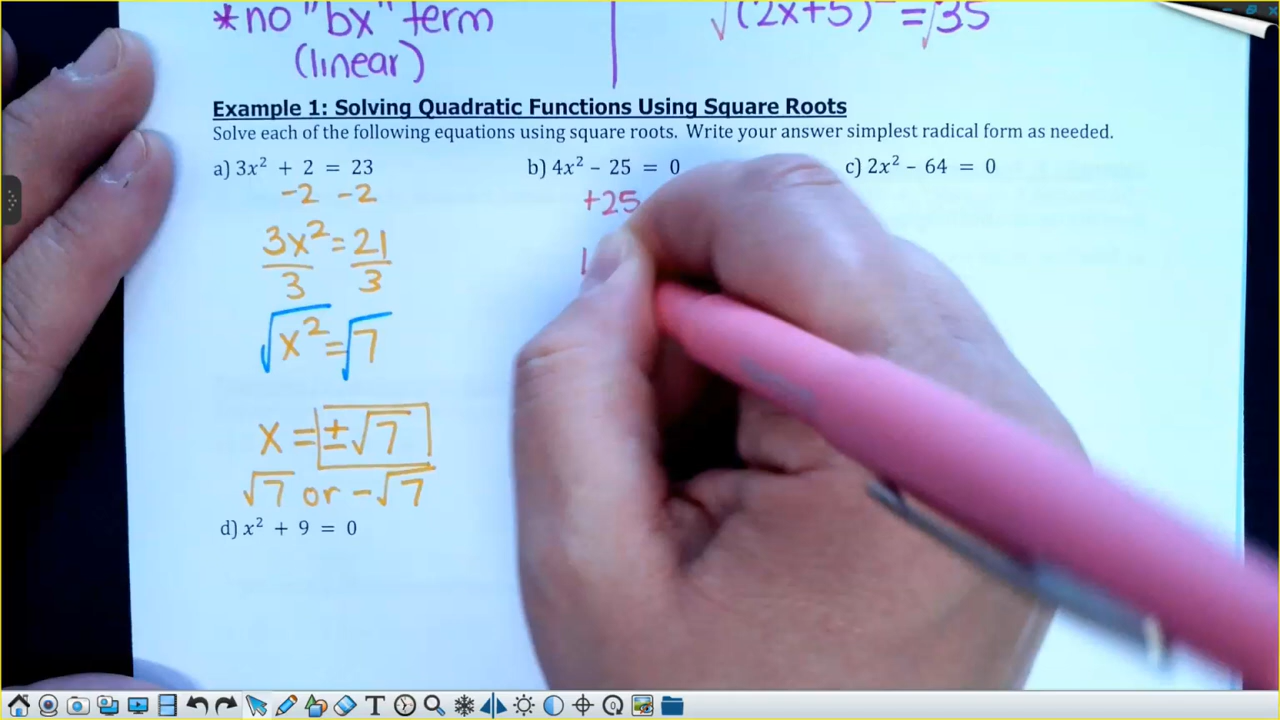 *no "bx" term
(linear)
√(2x+5) = √35
Example 1: Solving Quadratic Functions Using Square Roots
Solve each of the following equations using square roots. Write your answer simplest radical form as needed.
a) 3x² + 2 = 23
-2 -2
3x² = 21
3 3
√x² = √7
x = ±√7
√7 or -√7
b) 4x² – 25 = 0
+25
c) 2x² – 64 = 0
d) x² + 9 = 0
T